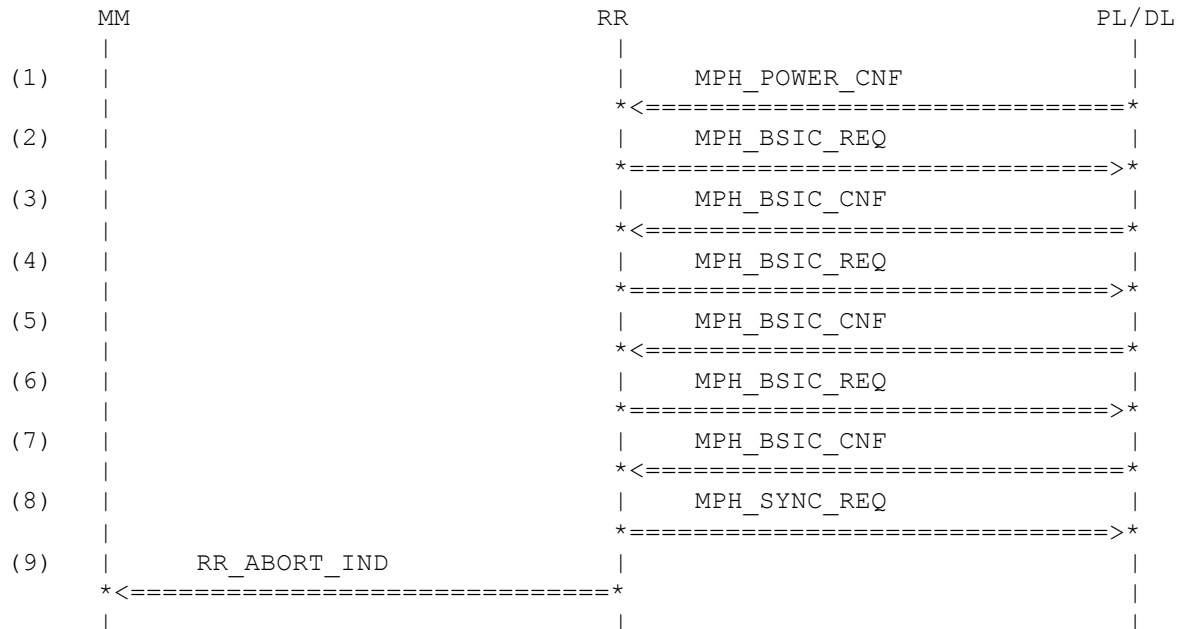 MM RR PL/DL
(1) MPH_POWER_CNF
(2) MPH_BSIC_REQ
(3) MPH_BSIC_CNF
(4) MPH_BSIC_REQ
(5) MPH_BSIC_CNF
(6) MPH_BSIC_REQ
(7) MPH_BSIC_CNF
(8) MPH_SYNC_REQ
(9) RR_ABORT_IND